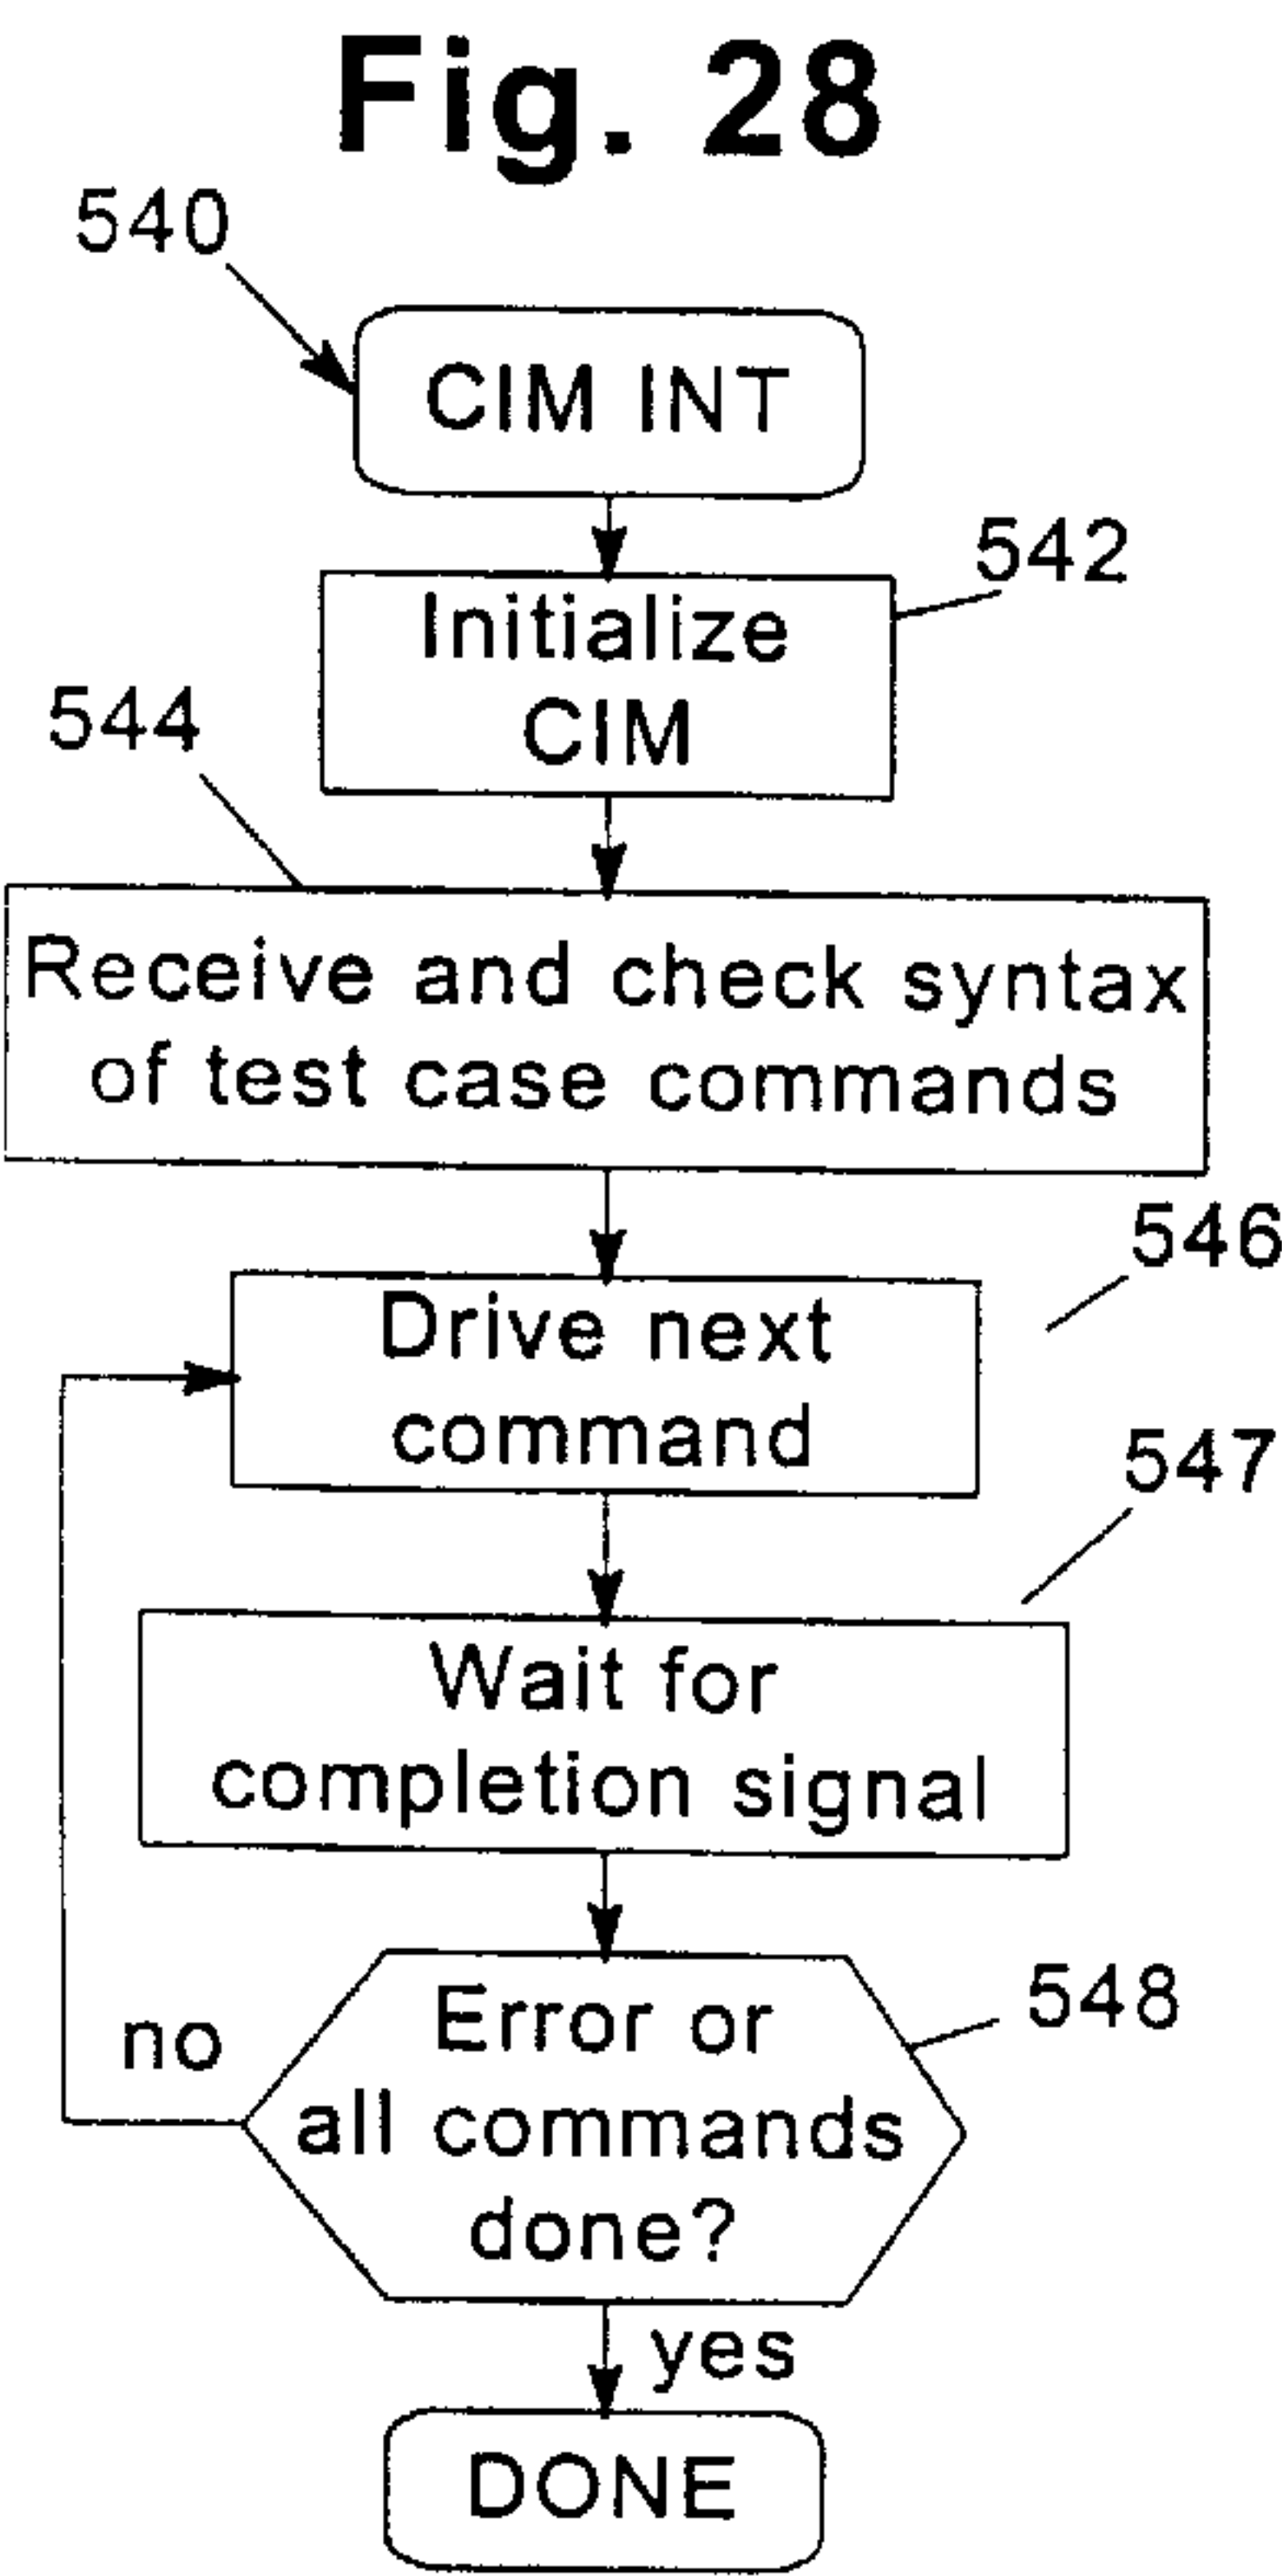 Fig. 28
540
CIM INT
542
Initialize
CIM
544
Receive and check syntax
of test case commands
546
Drive next
command
547
Wait for
completion signal
548
Error or
all commands
done?
no
yes
DONE